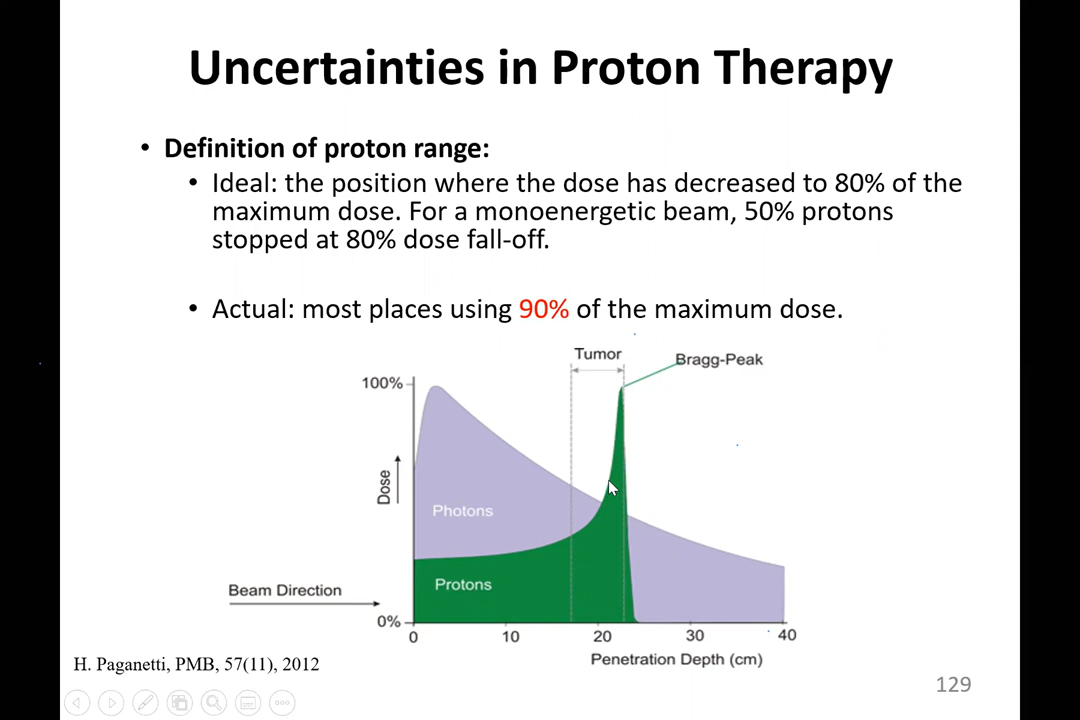 Uncertainties in Proton Therapy
• Definition of proton range:
• Ideal: the position where the dose has decreased to 80% of the
maximum dose. For a monoenergetic beam, 50% protons
stopped at 80% dose fall-off.
• Actual: most places using 90% of the maximum dose.
Tumor
Bragg-Peak
100%
Dose
Photons
Protons
Beam Direction
0%
0 10 20 30 40
Penetration Depth (cm)
H. Paganetti, PMB, 57(11), 2012
129